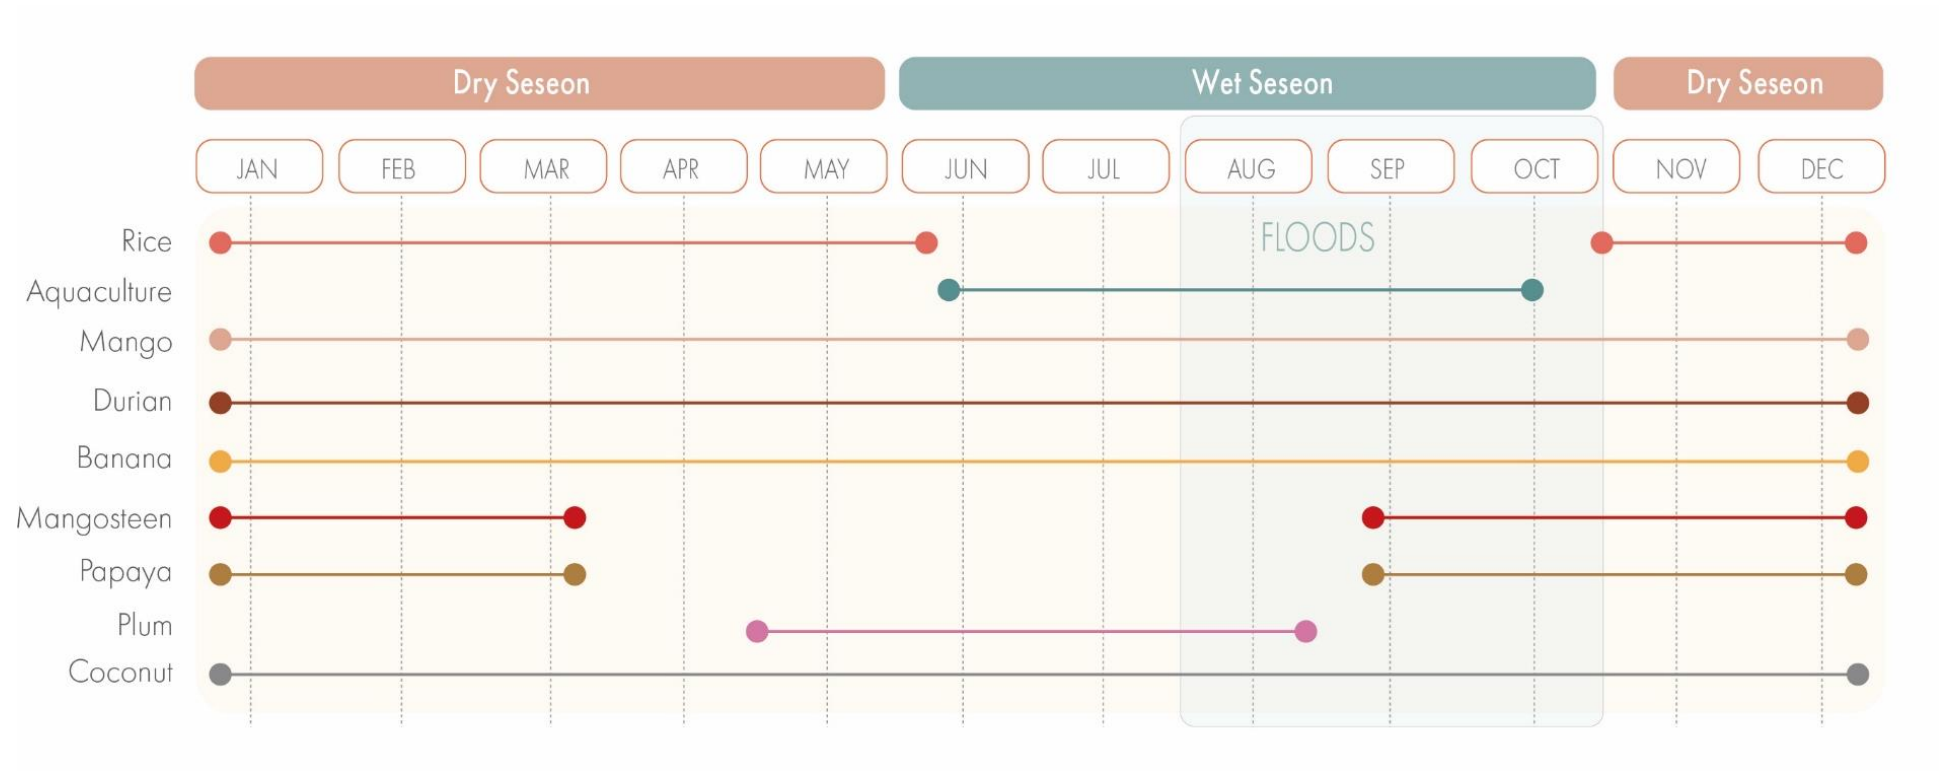 Dry Seseon Wet Seseon Dry Seseon
JAN FEB MAR APR MAY JUN JUL AUG SEP OCT NOV DEC
Rice FLOODS
Aquaculture
Mango
Durian
Banana
Mangosteen
Papaya
Plum
Coconut